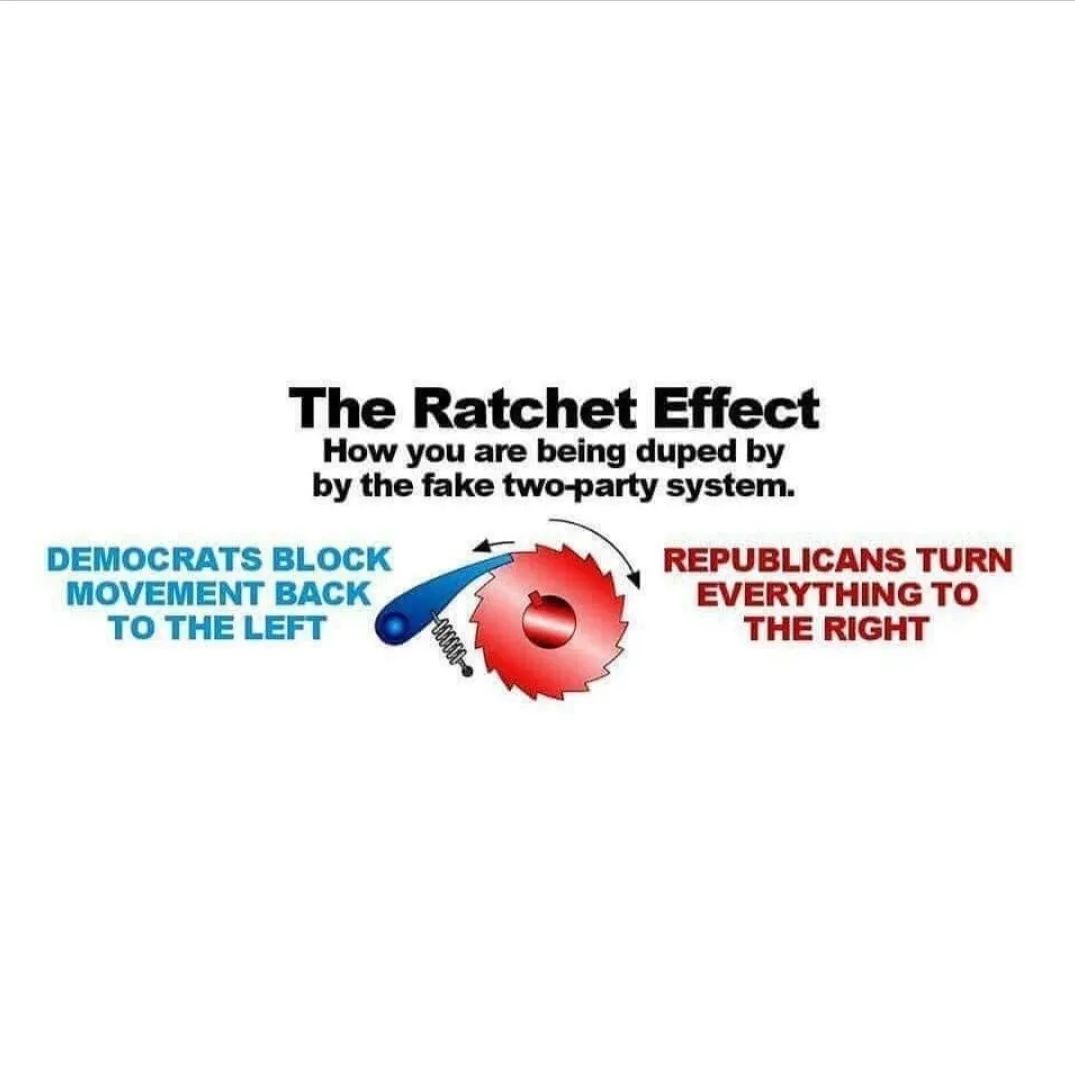 The Ratchet Effect
How you are being duped by
by the fake two-party system.
DEMOCRATS BLOCK
MOVEMENT BACK
TO THE LEFT
REPUBLICANS TURN
EVERYTHING TO
THE RIGHT